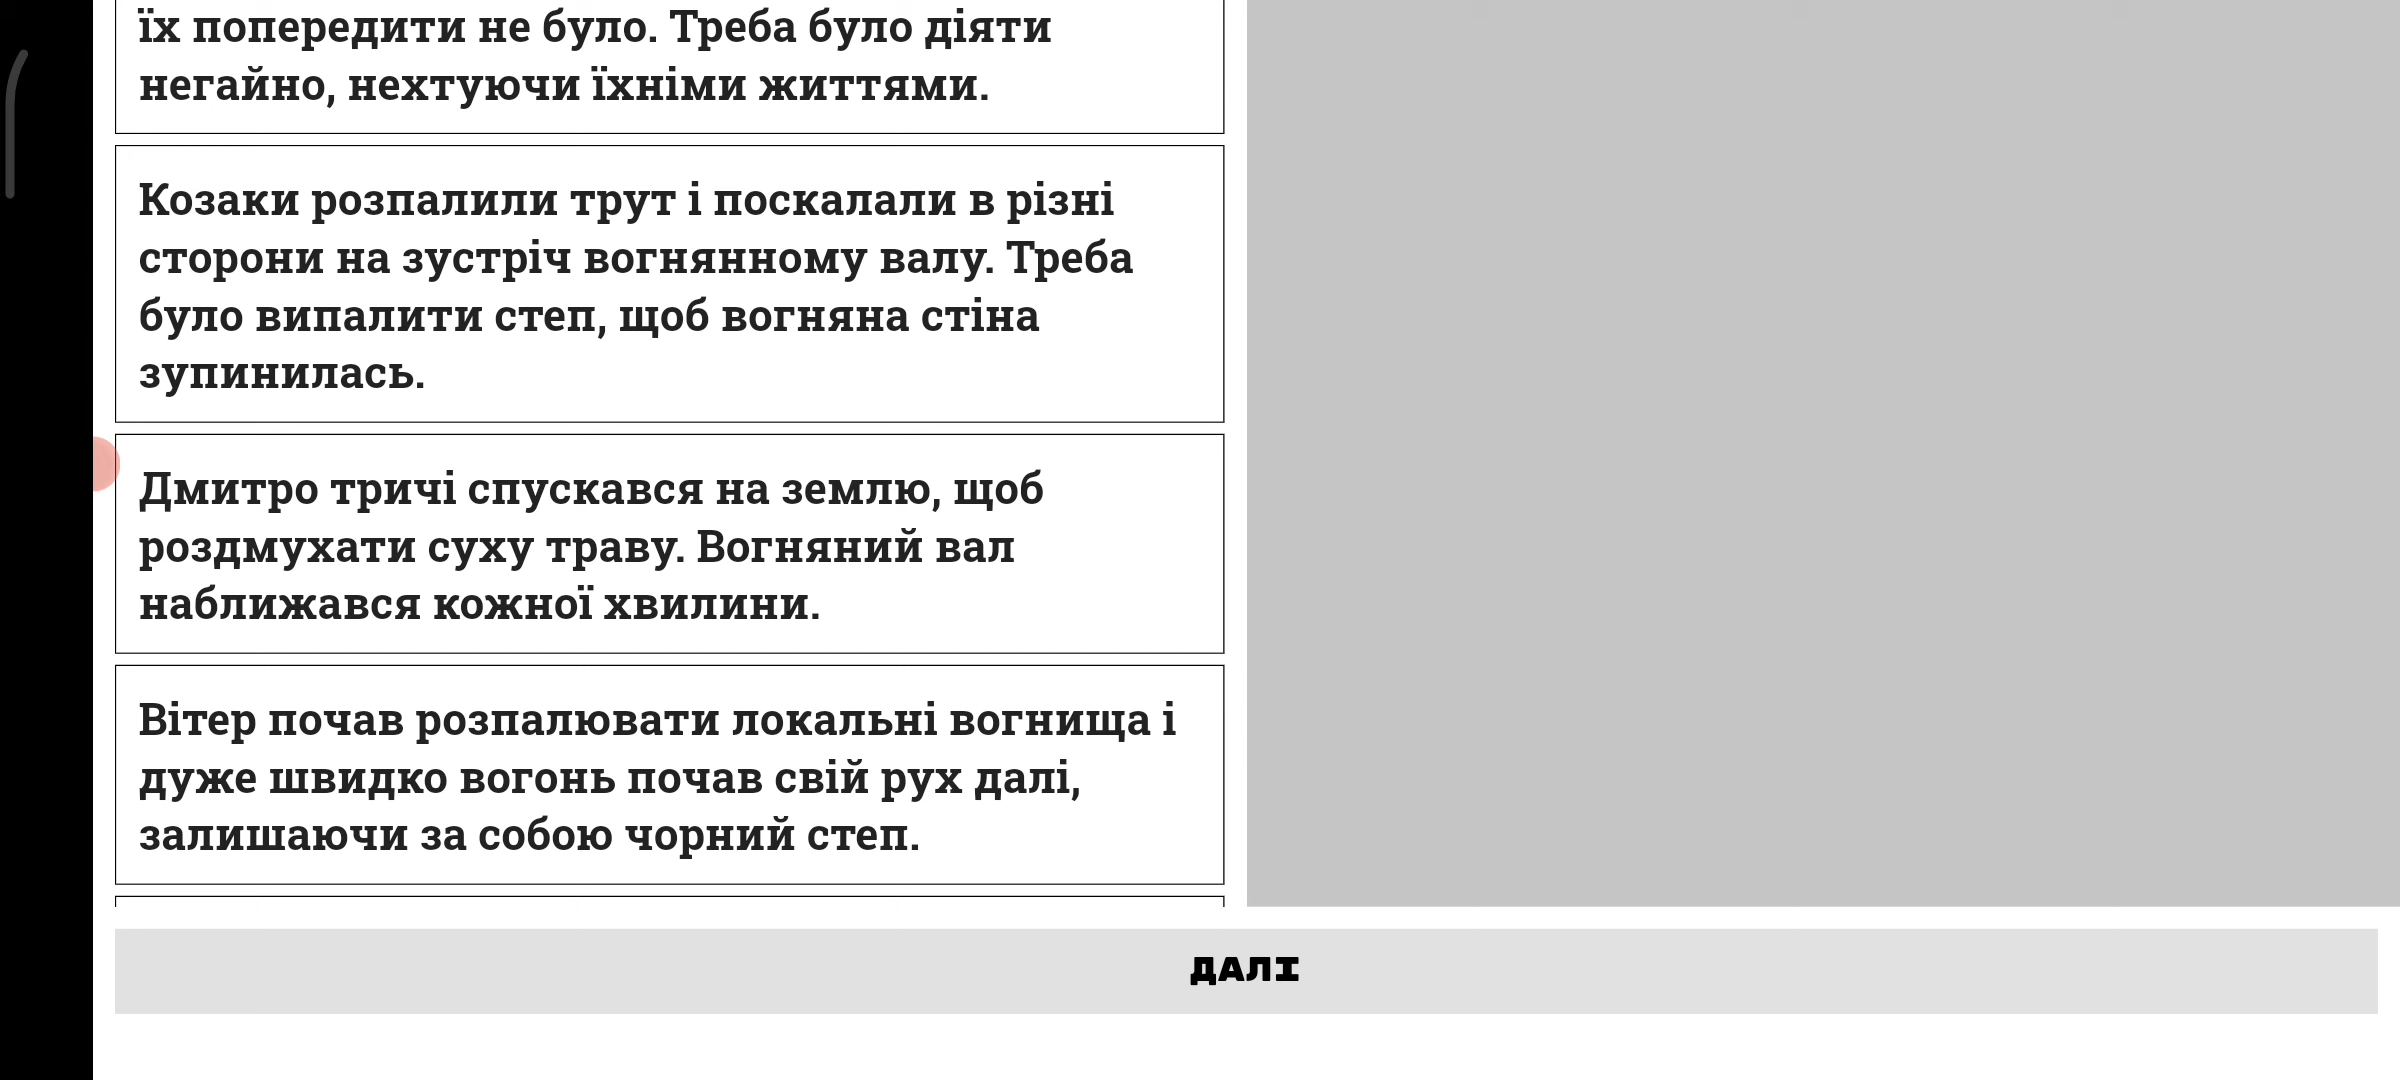 їх попередити не було. Треба було діяти
негайно, нехтуючи їхніми життями.
Козаки розпалили трут і поскалали в різні
сторони на зустріч вогнянному валу. Треба
було випалити степ, щоб вогняна стіна
зупинилась.
Дмитро тричі спускався на землю, щоб
роздмухати суху траву. Вогняний вал
наближався кожної хвилини.
Вітер почав розпалювати локальні вогнища і
дуже швидко вогонь почав свій рух далі,
залишаючи за собою чорний степ.
ДАЛІ